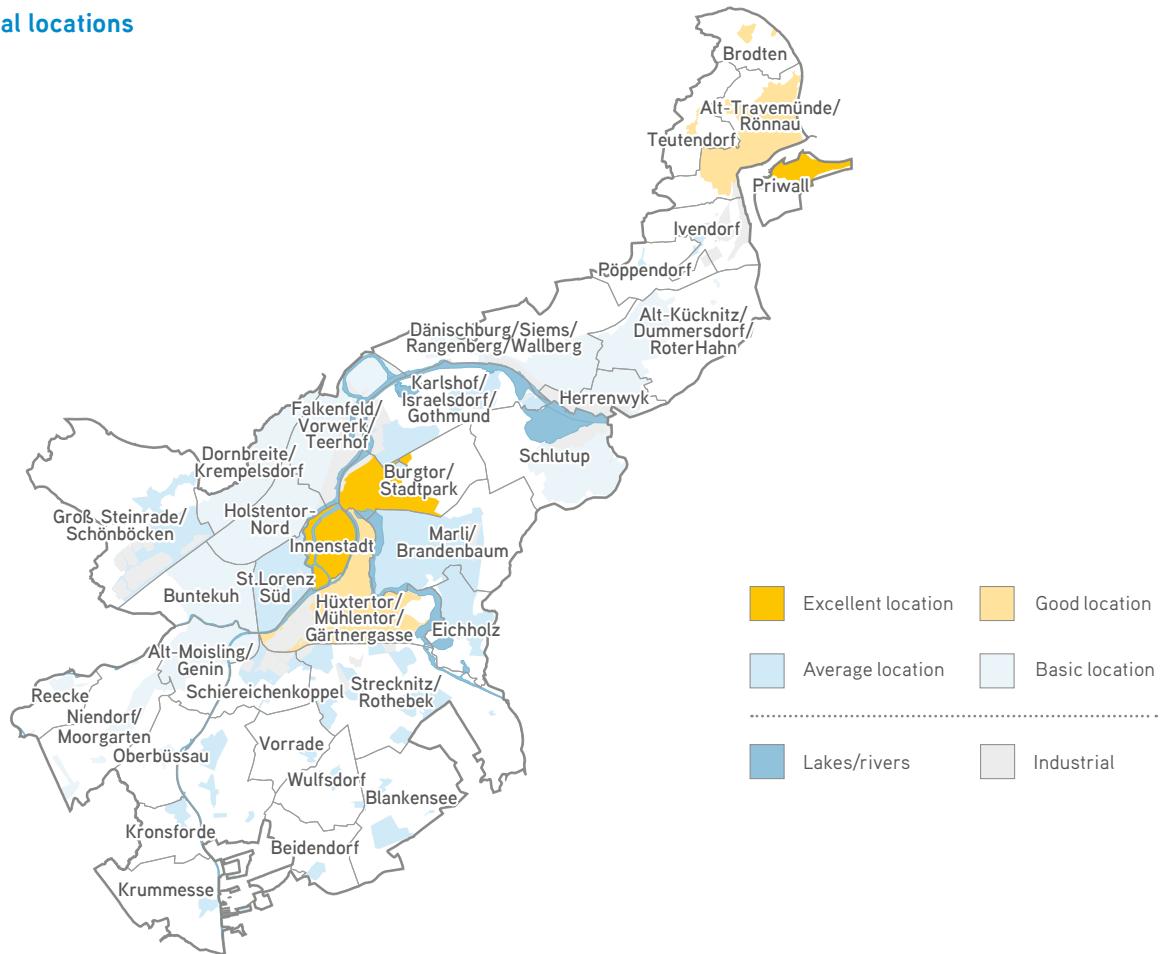 al locations
Brodten
Alt-Travemünde/
Rönnau
Teutendorf
Priwall
Ivendorf
Pöppendorf
Alt-Kücknitz/
Dummersdorf/
RoterHahn
Dänischburg/Siems/
Rangenberg/Wallberg
Karlshof/
Israelsdorf/
Gothmund
Herrenwyk
Falkenfeld/
Vorwerk/
Teerhof
Schlutup
Dornbreite/
Krempelsdorf
Burgtor/
Stadtpark
Groß Steinrade/
Schönböcken
Holstentor-
Nord
Innenstadt
Marli/
Brandenbaum
St.Lorenz
Süd
Buntekuh
Hüxtertor/
Mühlentor/
Gärtnergasse
Eichholz
Alt-Moisling/
Genin
Schiereichenkoppel
Strecknitz/
Rothebek
Reecke
Niendorf/
Moorgarten
Oberbüssau
Vorrade
Wulfsdorf
Blankensee
Kronsforde
Beidendorf
Krummesse
Excellent location
Good location
Average location
Basic location
Lakes/rivers
Industrial